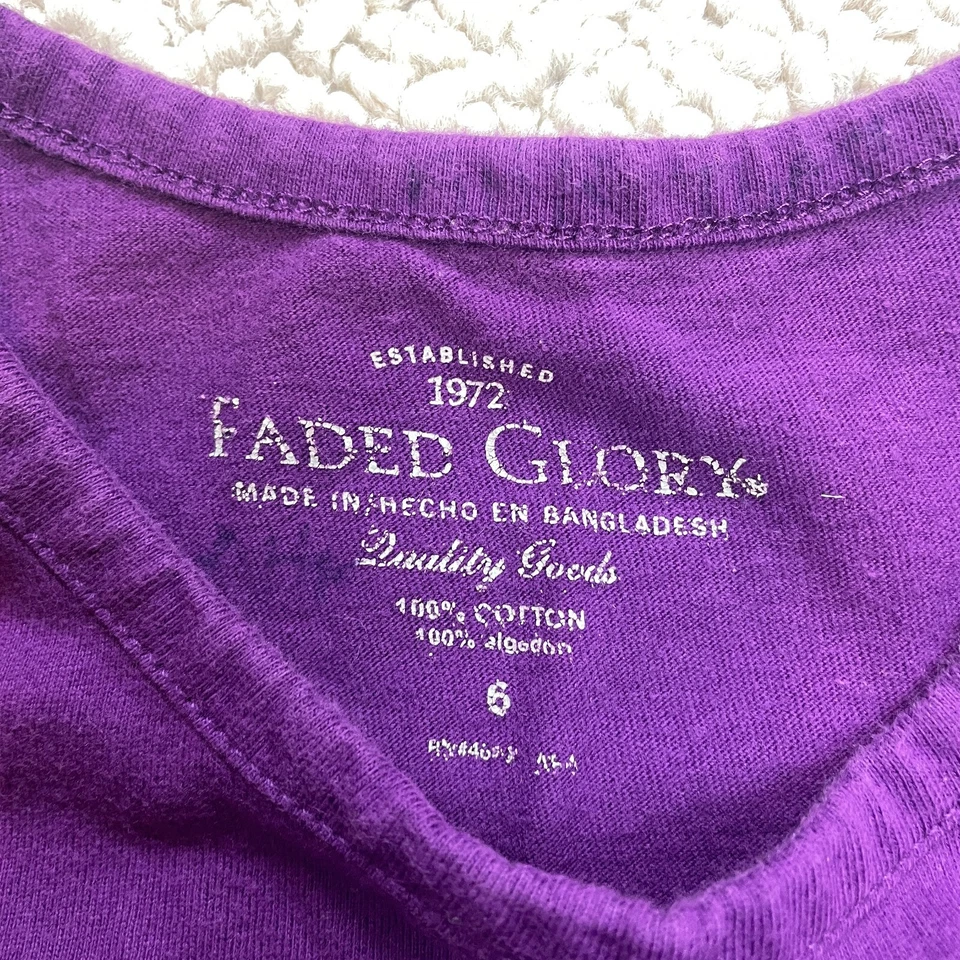 ESTABLISHED
1972
FADED GLORY®
MADE IN/HECHO EN BANGLADESH
Quality Goods
100% COTTON
100% algodon
6